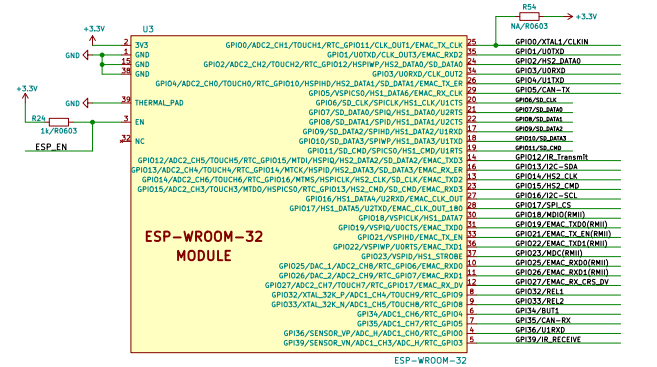 R54
+3.3V
NA/R0603
+3.3V
U3
2 3V3
GND 1 GND
15 GND
38 GND
GND 39 THERMAL_PAD
+3.3V
R24
1k/R0603
3 EN
ESP_EN
32 NC
GPIO0/ADC2_CH1/TOUCH1/RTC_GPIO11/CLK_OUT1/EMAC_TX_CLK 25 GPIO0/XTAL1/CLKIN
GPIO1/U0TXD/CLK_OUT3/EMAC_RXD2 35 GPIO1/U0TXD
GPIO2/ADC2_CH2/TOUCH2/RTC_GPIO12/HSPIWP/HS2_DATA0/SD_DATA0 24 GPIO2/HS2_DATA0
GPIO3/U0RXD/CLK_OUT2 34 GPIO3/U0RXD
GPIO4/ADC2_CH0/TOUCH0/RTC_GPIO10/HSPIHD/HS2_DATA1/SD_DATA1/EMAC_TX_ER 26 GPIO4/U1TXD
GPIO5/VSPICS0/HS1_DATA6/EMAC_RX_CLK 29 GPIO5/CAN-TX
GPIO6/SD_CLK/SPICLK/HS1_CLK/U1CTS 20 GPIO6/SD_CLK
GPIO7/SD_DATA0/SPIQ/HS1_DATA0/U2RTS 21 GPIO7/SD_DATA0
GPIO8/SD_DATA1/SPID/HS1_DATA1/U2CTS 22 GPIO8/SD_DATA1
GPIO9/SD_DATA2/SPIHD/HS1_DATA2/U1RXD 17 GPIO9/SD_DATA2
GPIO10/SD_DATA3/SPIWP/HS1_DATA3/U1TXD 18 GPIO10/SD_DATA3
GPIO11/SD_CMD/SPICS0/HS1_CMD/U1RTS 19 GPIO11/SD_CMD
GPIO12/ADC2_CH5/TOUCH5/RTC_GPIO15/MTDI/HSPIQ/HS2_DATA2/SD_DATA2/EMAC_TXD3 14 GPIO12/IR_Transmit
GPIO13/ADC2_CH4/TOUCH4/RTC_GPIO14/MTCK/HSPID/HS2_DATA3/SD_DATA3/EMAC_RX_ER 16 GPIO13/I2C-SDA
GPIO14/ADC2_CH6/TOUCH6/RTC_GPIO16/MTMS/HSPICLK/HS2_CLK/SD_CLK/EMAC_TXD2 13 GPIO14/HS2_CLK
GPIO15/ADC2_CH3/TOUCH3/MTDO/HSPICS0/RTC_GPIO13/HS2_CMD/SD_CMD/EMAC_RXD3 23 GPIO15/HS2_CMD
GPIO16/HS1_DATA4/U2RXD/EMAC_CLK_OUT 27 GPIO16/I2C-SCL
GPIO17/HS1_DATA5/U2TXD/EMAC_CLK_OUT_180 28 GPIO17/SPI_CS
GPIO18/VSPICLK/HS1_DATA7 30 GPIO18/MDIO(RMII)
GPIO19/VSPIQ/U0CTS/EMAC_TXD0 31 GPIO19/EMAC_TXD0(RMII)
GPIO21/VSPIHD/EMAC_TX_EN 33 GPIO21/EMAC_TX_EN(RMII)
GPIO22/VSPIWP/U0RTS/EMAC_TXD1 36 GPIO22/EMAC_TXD1(RMII)
GPIO23/VSPID/HS1_STROBE 37 GPIO23/MDC(RMII)
GPIO25/DAC_1/ADC2_CH8/RTC_GPIO6/EMAC_RXD0 10 GPIO25/EMAC_RXD0(RMII)
GPIO26/DAC_2/ADC2_CH9/RTC_GPIO7/EMAC_RXD1 11 GPIO26/EMAC_RXD1(RMII)
GPIO27/ADC2_CH7/TOUCH7/RTC_GPIO17/EMAC_RX_DV 12 GPIO27/EMAC_RX_CRS_DV
GPIO32/XTAL_32K_P/ADC1_CH4/TOUCH9/RTC_GPIO9 8 GPIO32/REL1
GPIO33/XTAL_32K_N/ADC1_CH5/TOUCH8/RTC_GPIO8 9 GPIO33/REL2
GPI34/ADC1_CH6/RTC_GPIO4 6 GPI34/BUT1
GPI35/ADC1_CH7/RTC_GPIO5 7 GPI35/CAN-RX
GPI36/SENSOR_VP/ADC_H/ADC1_CH0/RTC_GPIO0 4 GPI36/U1RXD
GPI39/SENSOR_VN/ADC1_CH3/ADC_H/RTC_GPIO3 5 GPI39/IR_RECEIVE
ESP-WROOM-32
MODULE
ESP-WROOM-32